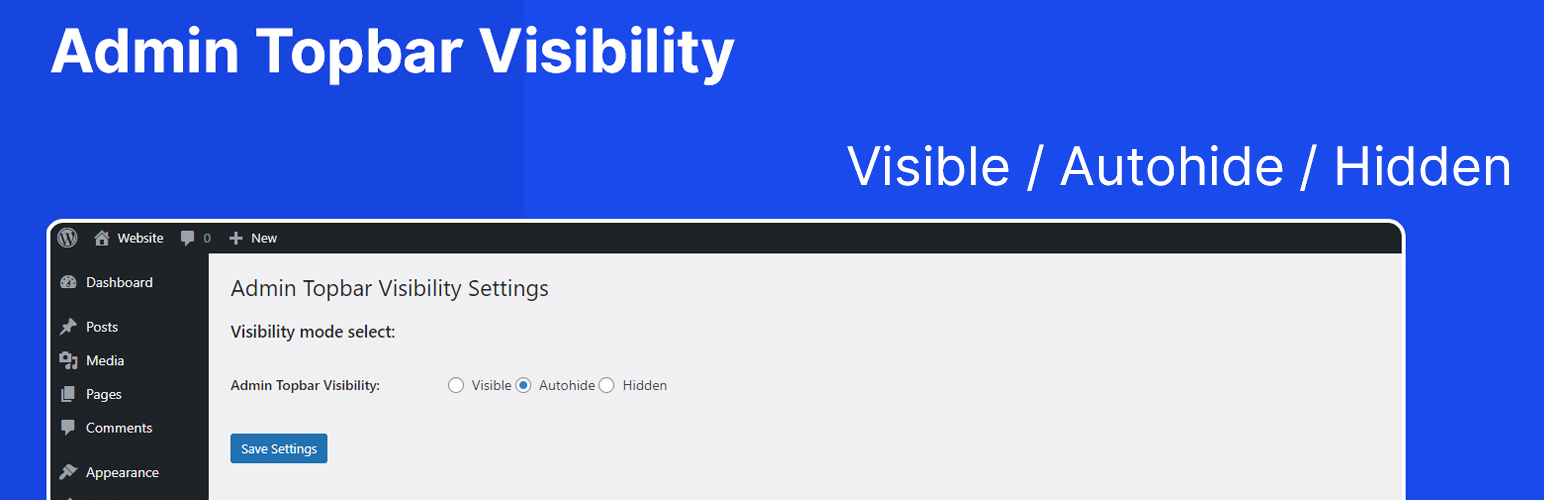 Admin Topbar Visibility
Visible / Autohide / Hidden
Website 0 New
Dashboard
Posts
Media
Pages
Comments
Appearance
Admin Topbar Visibility Settings
Visibility mode select:
Admin Topbar Visibility: Visible Autohide Hidden
Save Settings